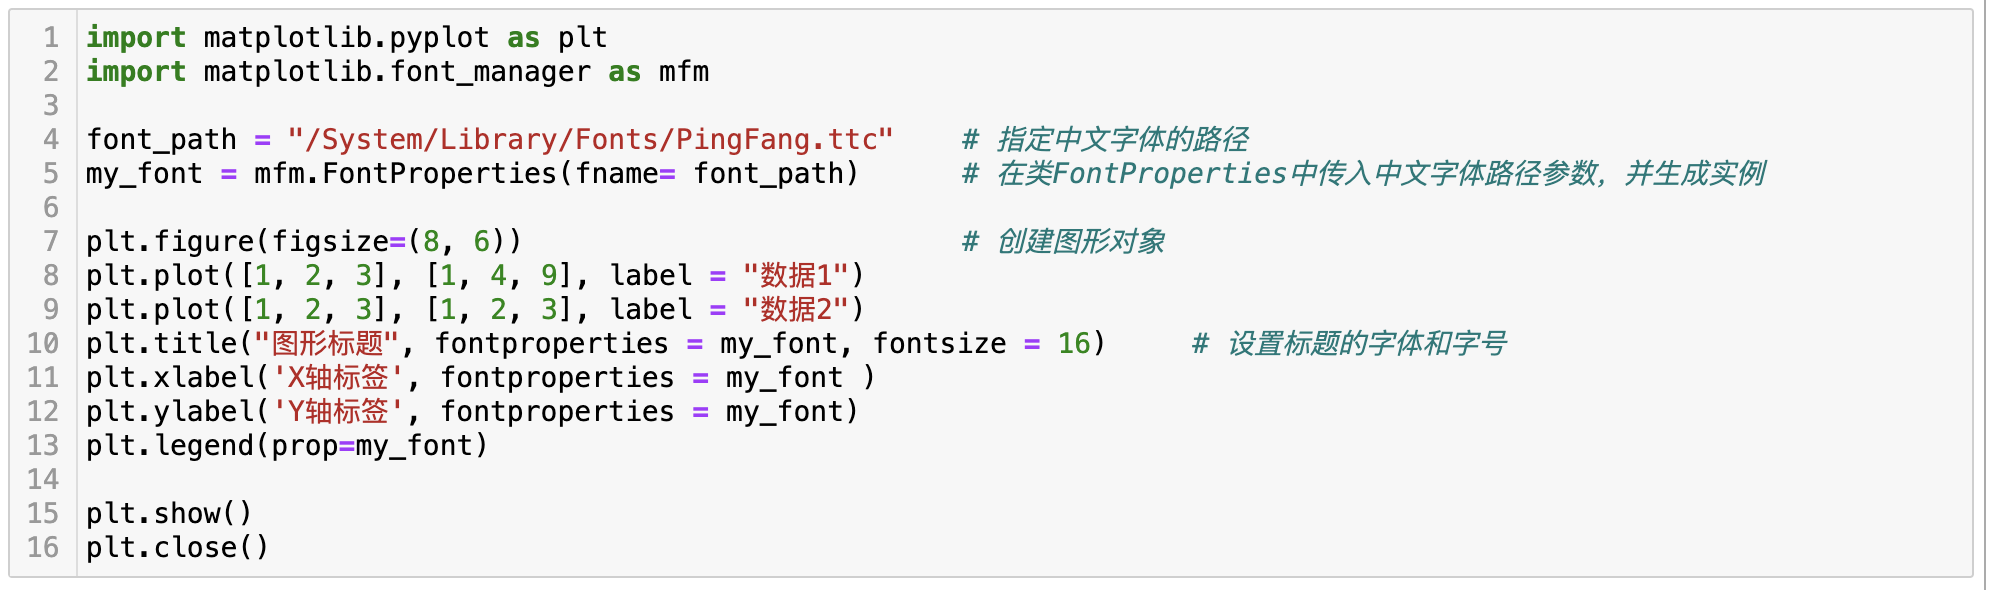 1 import matplotlib.pyplot as plt
2 import matplotlib.font_manager as mfm
3
4 font_path = "/System/Library/Fonts/PingFang.ttc"    # 指定中文字体的路径
5 my_font = mfm.FontProperties(fname= font_path)      # 在类FontProperties中传入中文字体路径参数，并生成实例
6
7 plt.figure(figsize=(8, 6))                          # 创建图形对象
8 plt.plot([1, 2, 3], [1, 4, 9], label = "数据1")
9 plt.plot([1, 2, 3], [1, 2, 3], label = "数据2")
10 plt.title("图形标题", fontproperties = my_font, fontsize = 16)     # 设置标题的字体和字号
11 plt.xlabel('X轴标签', fontproperties = my_font )
12 plt.ylabel('Y轴标签', fontproperties = my_font)
13 plt.legend(prop=my_font)
14
15 plt.show()
16 plt.close()